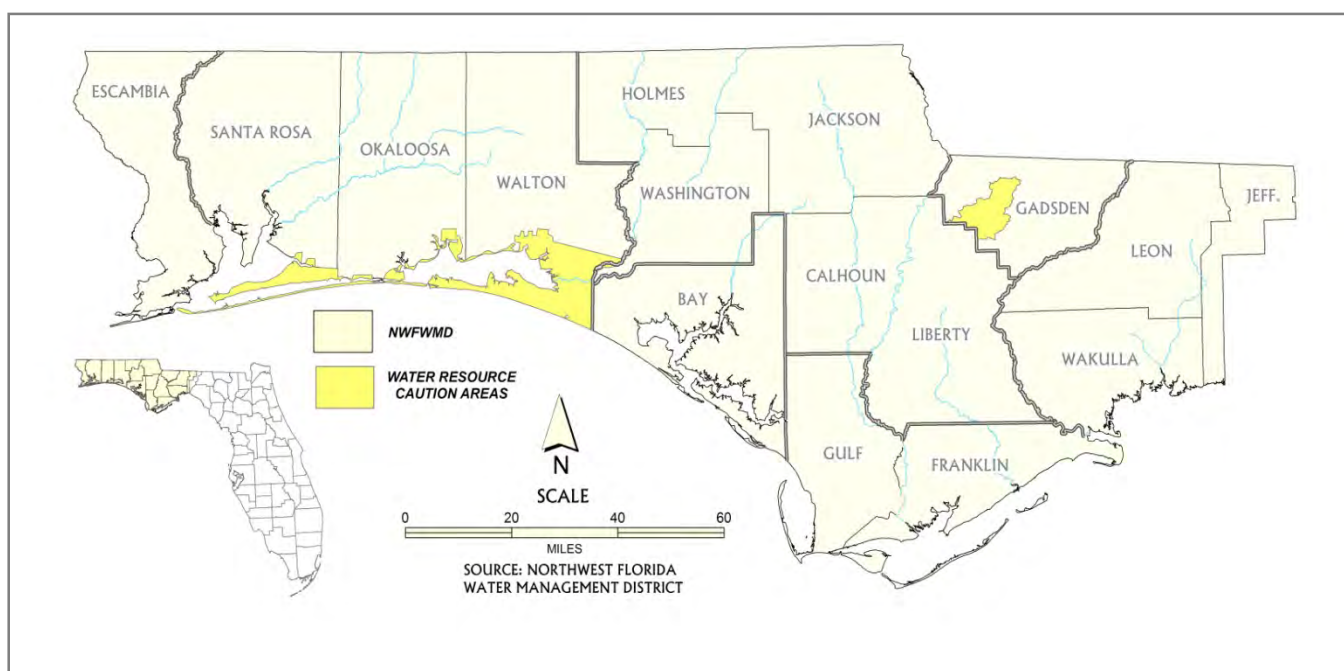 ESCAMBIA
SANTA ROSA
OKALOOSA
WALTON
HOLMES
WASHINGTON
JACKSON
BAY
CALHOUN
GULF
LIBERTY
FRANKLIN
GADSDEN
LEON
WAKULLA
JEFF.
NWFWMD
WATER RESOURCE
CAUTION AREAS
N
SCALE
0 20 40 60
MILES
SOURCE: NORTHWEST FLORIDA
WATER MANAGEMENT DISTRICT